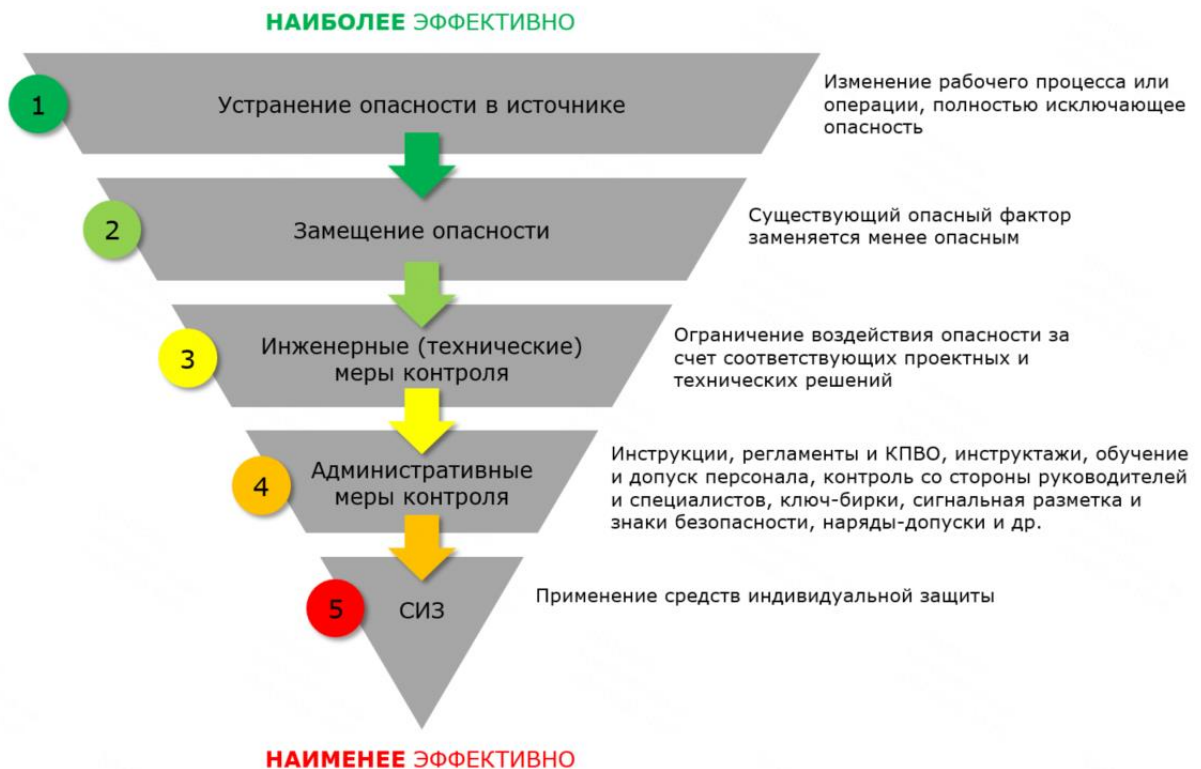 НАИБОЛЕЕ ЭФФЕКТИВНО
1
Устранение опасности в источнике
Изменение рабочего процесса или
операции, полностью исключающее
опасность
2
Замещение опасности
Существующий опасный фактор
заменяется менее опасным
3
Инженерные (технические)
меры контроля
Ограничение воздействия опасности за
счет соответствующих проектных и
технических решений
4
Административные
меры контроля
Инструкции, регламенты и КПВО, инструктажи, обучение
и допуск персонала, контроль со стороны руководителей
и специалистов, ключ-бирки, сигнальная разметка и
знаки безопасности, наряды-допуски и др.
5
СИЗ
Применение средств индивидуальной защиты
НАИМЕНЕЕ ЭФФЕКТИВНО